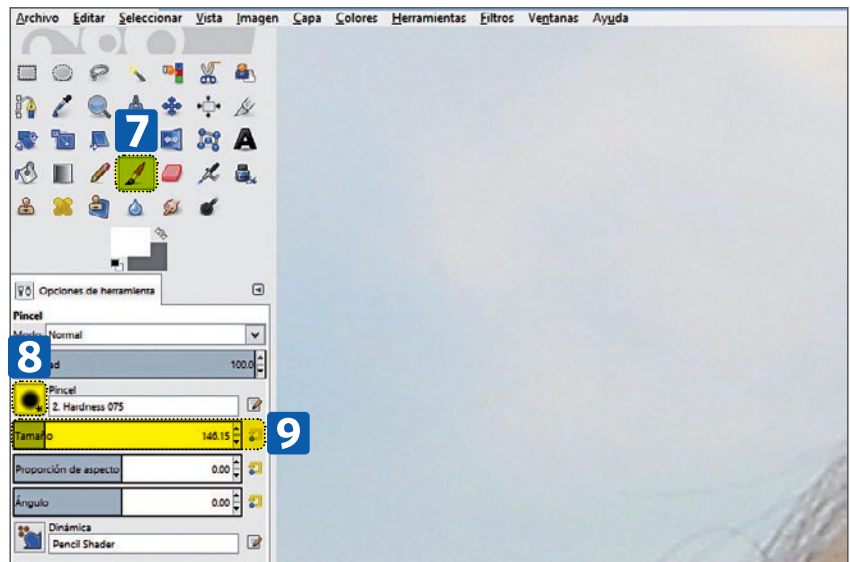 Archivo Editar Seleccionar Vista Imagen Capa Colores Herramientas Filtros Ventanas Ayuda
7
Opciones de herramienta
Pincel
Modo Normal
8
ad 100.0
Pincel
2. Hardness 075
Tamaño 146.15
9
Proporción de aspecto 0.00
Ángulo 0.00
Dinámica
Pencil Shader